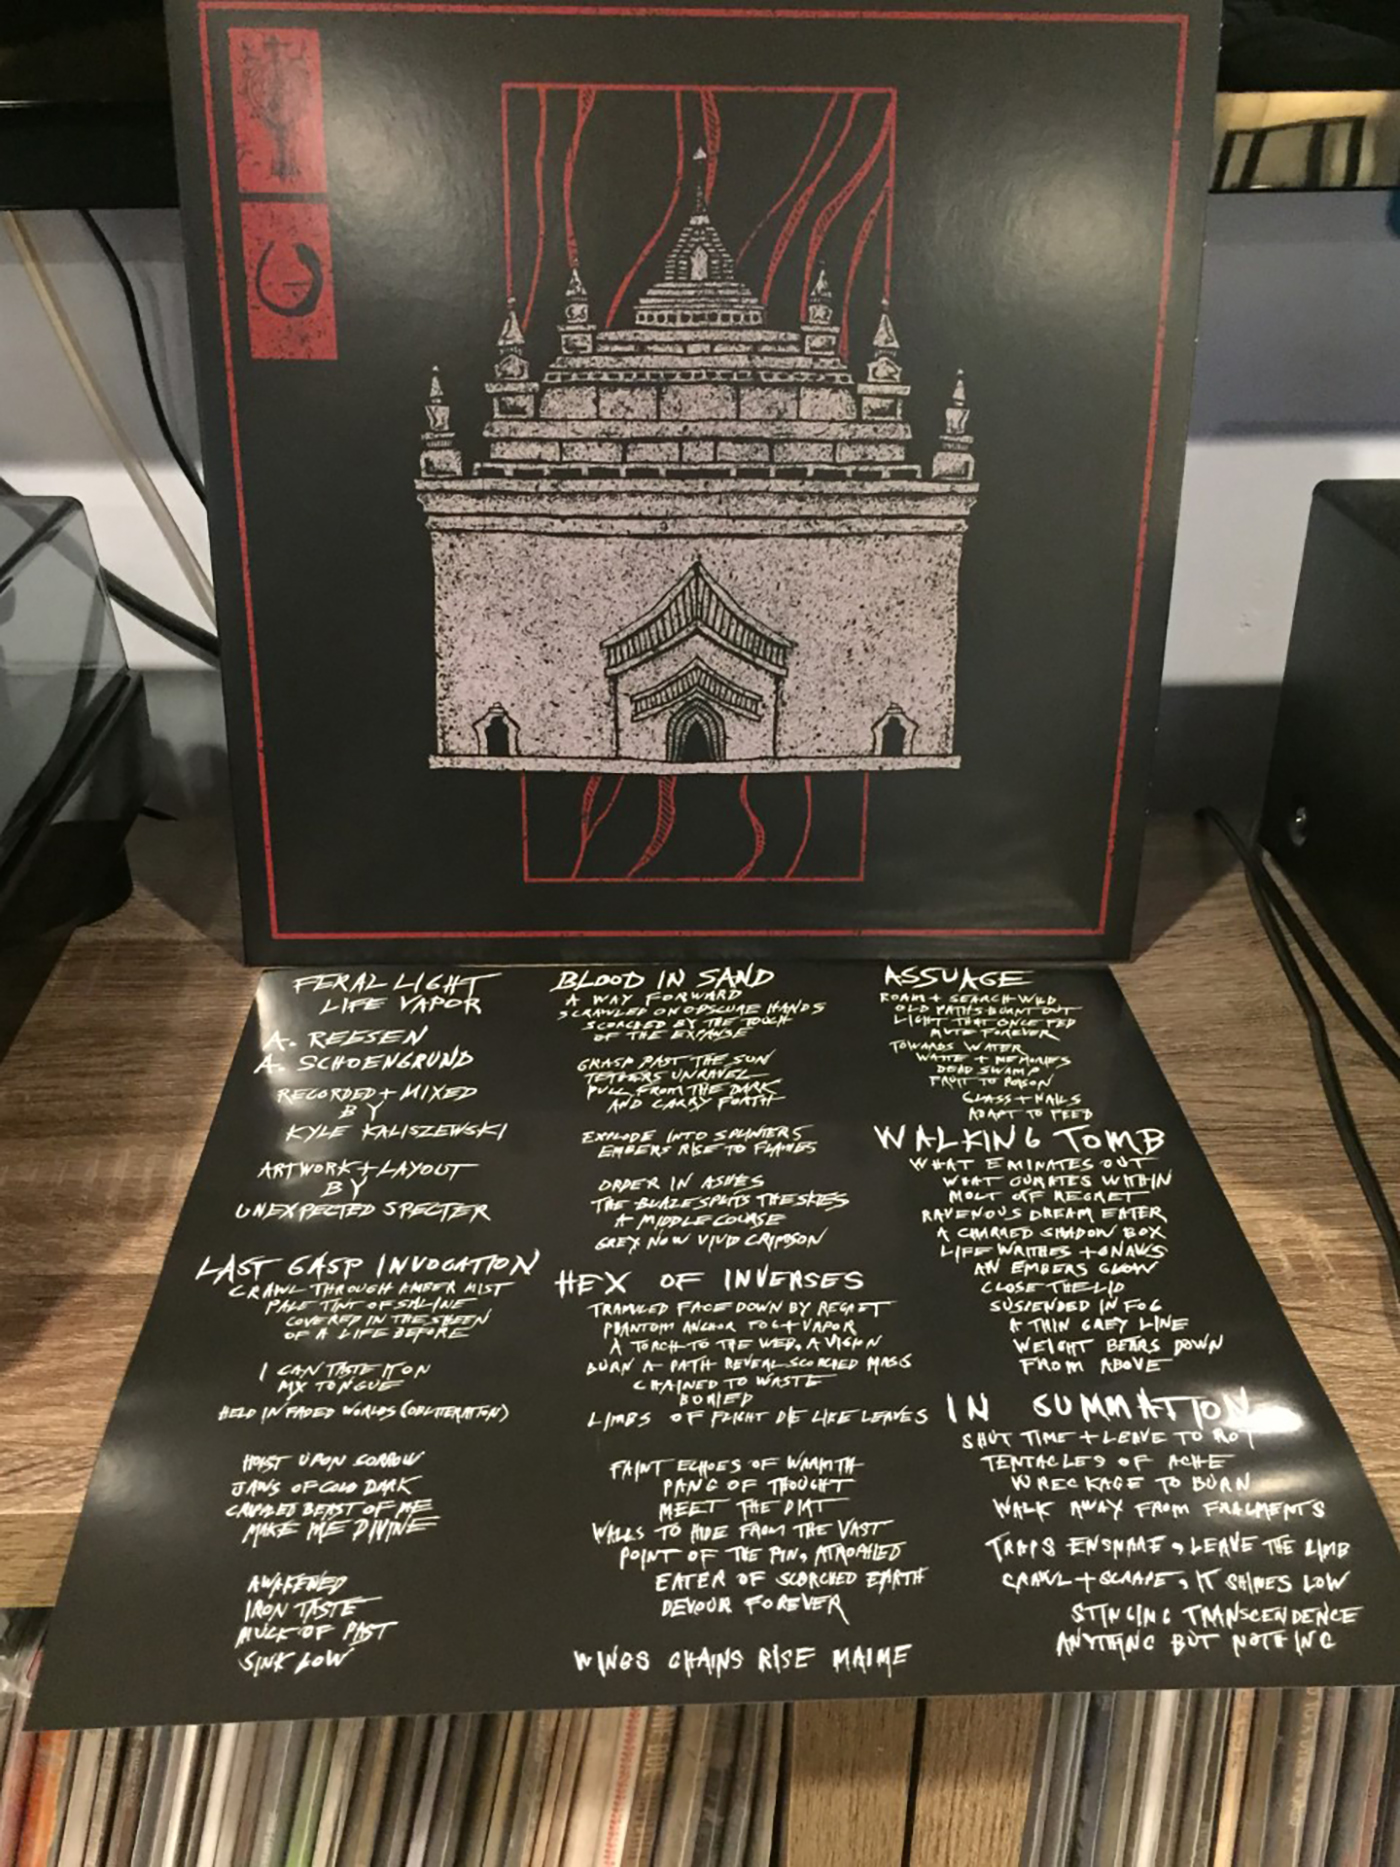 FERAL LIGHT
LIFE VAPOR
A. REESEN
A. SCHOENGRUND
RECORDED + MIXED
BY
KYLE KALISZEWSKI
ARTWORK + LAYOUT
BY
UNEXPECTED SPECTER
LAST GASP INVOCATION
CRAWL THROUGH AMBER MIST
PALE TINT OF SALINE
COVERED IN THE SHEEN
OF A LIFE BEFORE
I CAN TASTE IT ON
MY TONGUE
HELD IN FADED WORLDS (OBLITERATION)
HOIST UPON SORROW
JAWS OF COLD DARK
CRIPPLED BEAST OF ME
MAKE ME DIVINE
AWAKENED
IRON TASTE
MUCK OF PAST
SINK LOW
BLOOD IN SAND
A WAY FORWARD
SCRAWLED ON OBSCURE HANDS
SCORCHED BY THE TOUCH
OF THE EXPANSE
GRASP PAST THE SUN
TETHERS UNRAVEL
PULL FROM THE DARK
AND CARRY FORTH
EXPLODE INTO SPLINTERS
EMBERS RISE TO FLAMES
ORDER IN ASHES
THE BLAZE SPLITS THE SKIES
A MIDDLE COURSE
GREY NOW VIVID CRIMSON
HEX OF INVERSES
TRAMPLED FACE DOWN BY REGRET
PHANTOM ANCHOR FOG + VAPOR
A TORCH TO THE WEB, A VISION
BURN A PATH REVEAL SCORCHED MASKS
CHAINED TO WASTE
BURIED
LIMBS OF FLIGHT DIE LIKE LEAVES
FAINT ECHOES OF WARMTH
PANG OF THOUGHT
MEET THE DIRT
WALLS TO HIDE FROM THE VAST
POINT OF THE PIN, ATROPHIED
EATER OF SCORCHED EARTH
DEVOUR FOREVER
WINGS CHAINS RISE MAIME
ASSUAGE
ROAM + SEARCH WILD
OLD PATHS BURNT OUT
LIGHT THAT ONCE FED
MUTE FOREVER
TOWARDS WATER
WASTE + MEMORIES
DEAD SWAMP
FRUIT TO POISON
GLASS + NAILS
ADAPT TO FEED
WALKING TOMB
WHAT EMINATES OUT
WHAT CURATES WITHIN
MOLT OFF REGRET
RAVENOUS DREAM EATER
A CHARRED SHADOW BOX
LIFE WRITHES + GNAWS
AN EMBERS GLOW
CLOSE THE LID
SUSPENDED IN FOG
A THIN GREY LINE
WEIGHT BEARS DOWN
FROM ABOVE
IN SUMMATION
SHUT TIME + LEAVE TO ROT
TENTACLES OF ACHE
WRECKAGE TO BURN
WALK AWAY FROM FRAGMENTS
TRAPS ENSNARE, LEAVE THE LIMB
CRAWL + SCRAPE, IT SHINES LOW
STINGING TRANSCENDENCE
ANYTHING BUT NOTHING